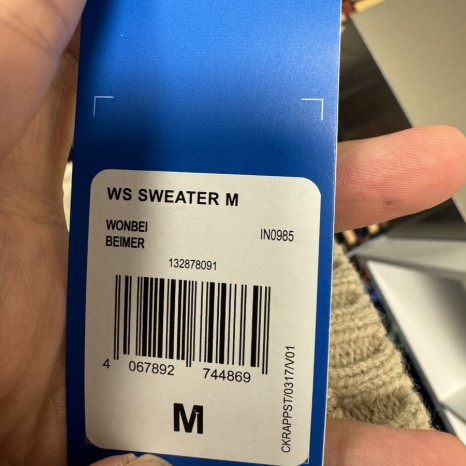 WS SWEATER M
WONBEI IN0985
BEIMER
132878091
4 067892 744869
M
CKRAPPST/0317/V01